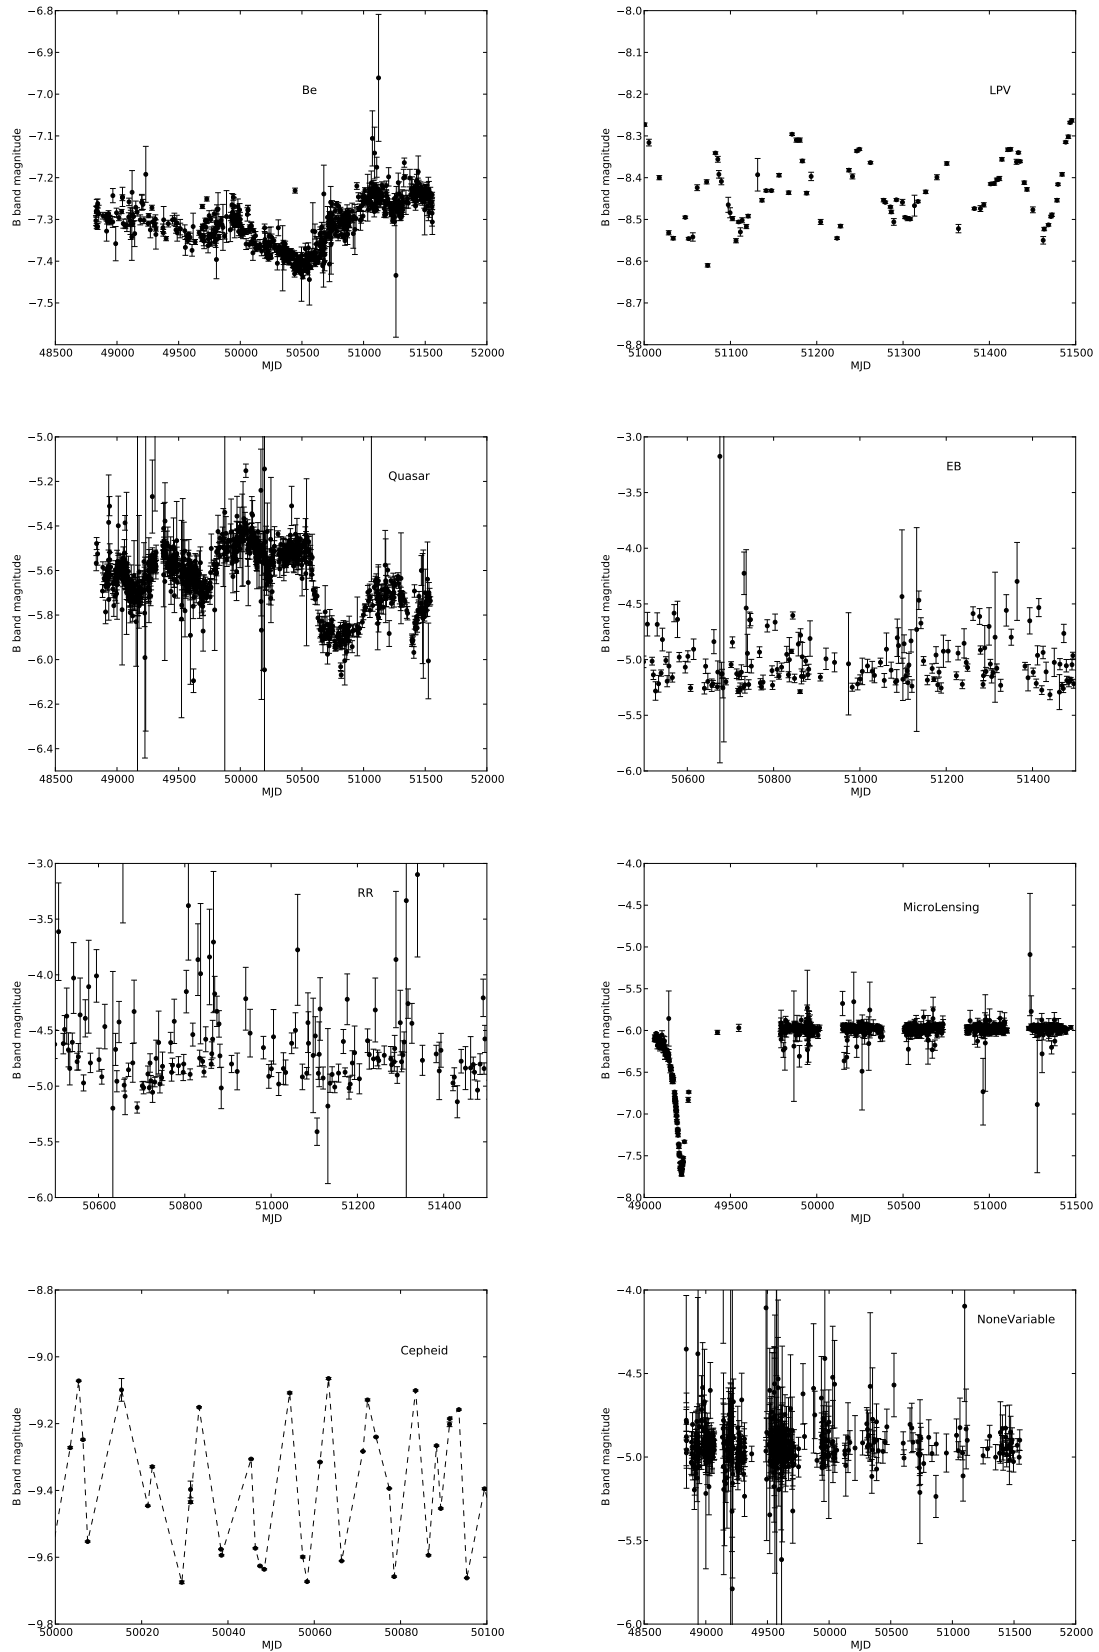 −6.8
−6.9
−7.0
−7.1
−7.2
−7.3
−7.4
−7.5
B band magnitude
Be
48500 49000 49500 50000 50500 51000 51500 52000
MJD
−8.0
−8.1
−8.2
−8.3
−8.4
−8.5
−8.6
−8.7
−8.8
B band magnitude
LPV
51000 51100 51200 51300 51400 51500
MJD
−5.0
−5.2
−5.4
−5.6
−5.8
−6.0
−6.2
−6.4
B band magnitude
Quasar
48500 49000 49500 50000 50500 51000 51500 52000
MJD
−3.0
−3.5
−4.0
−4.5
−5.0
−5.5
−6.0
B band magnitude
EB
50600 50800 51000 51200 51400
MJD
−3.0
−3.5
−4.0
−4.5
−5.0
−5.5
−6.0
B band magnitude
RR
50600 50800 51000 51200 51400
MJD
−4.0
−4.5
−5.0
−5.5
−6.0
−6.5
−7.0
−7.5
−8.0
B band magnitude
MicroLensing
49000 49500 50000 50500 51000 51500
MJD
−8.8
−9.0
−9.2
−9.4
−9.6
−9.8
B band magnitude
Cepheid
50000 50020 50040 50060 50080 50100
MJD
−4.0
−4.5
−5.0
−5.5
−6.0
B band magnitude
NoneVariable
48500 49000 49500 50000 50500 51000 51500 52000
MJD